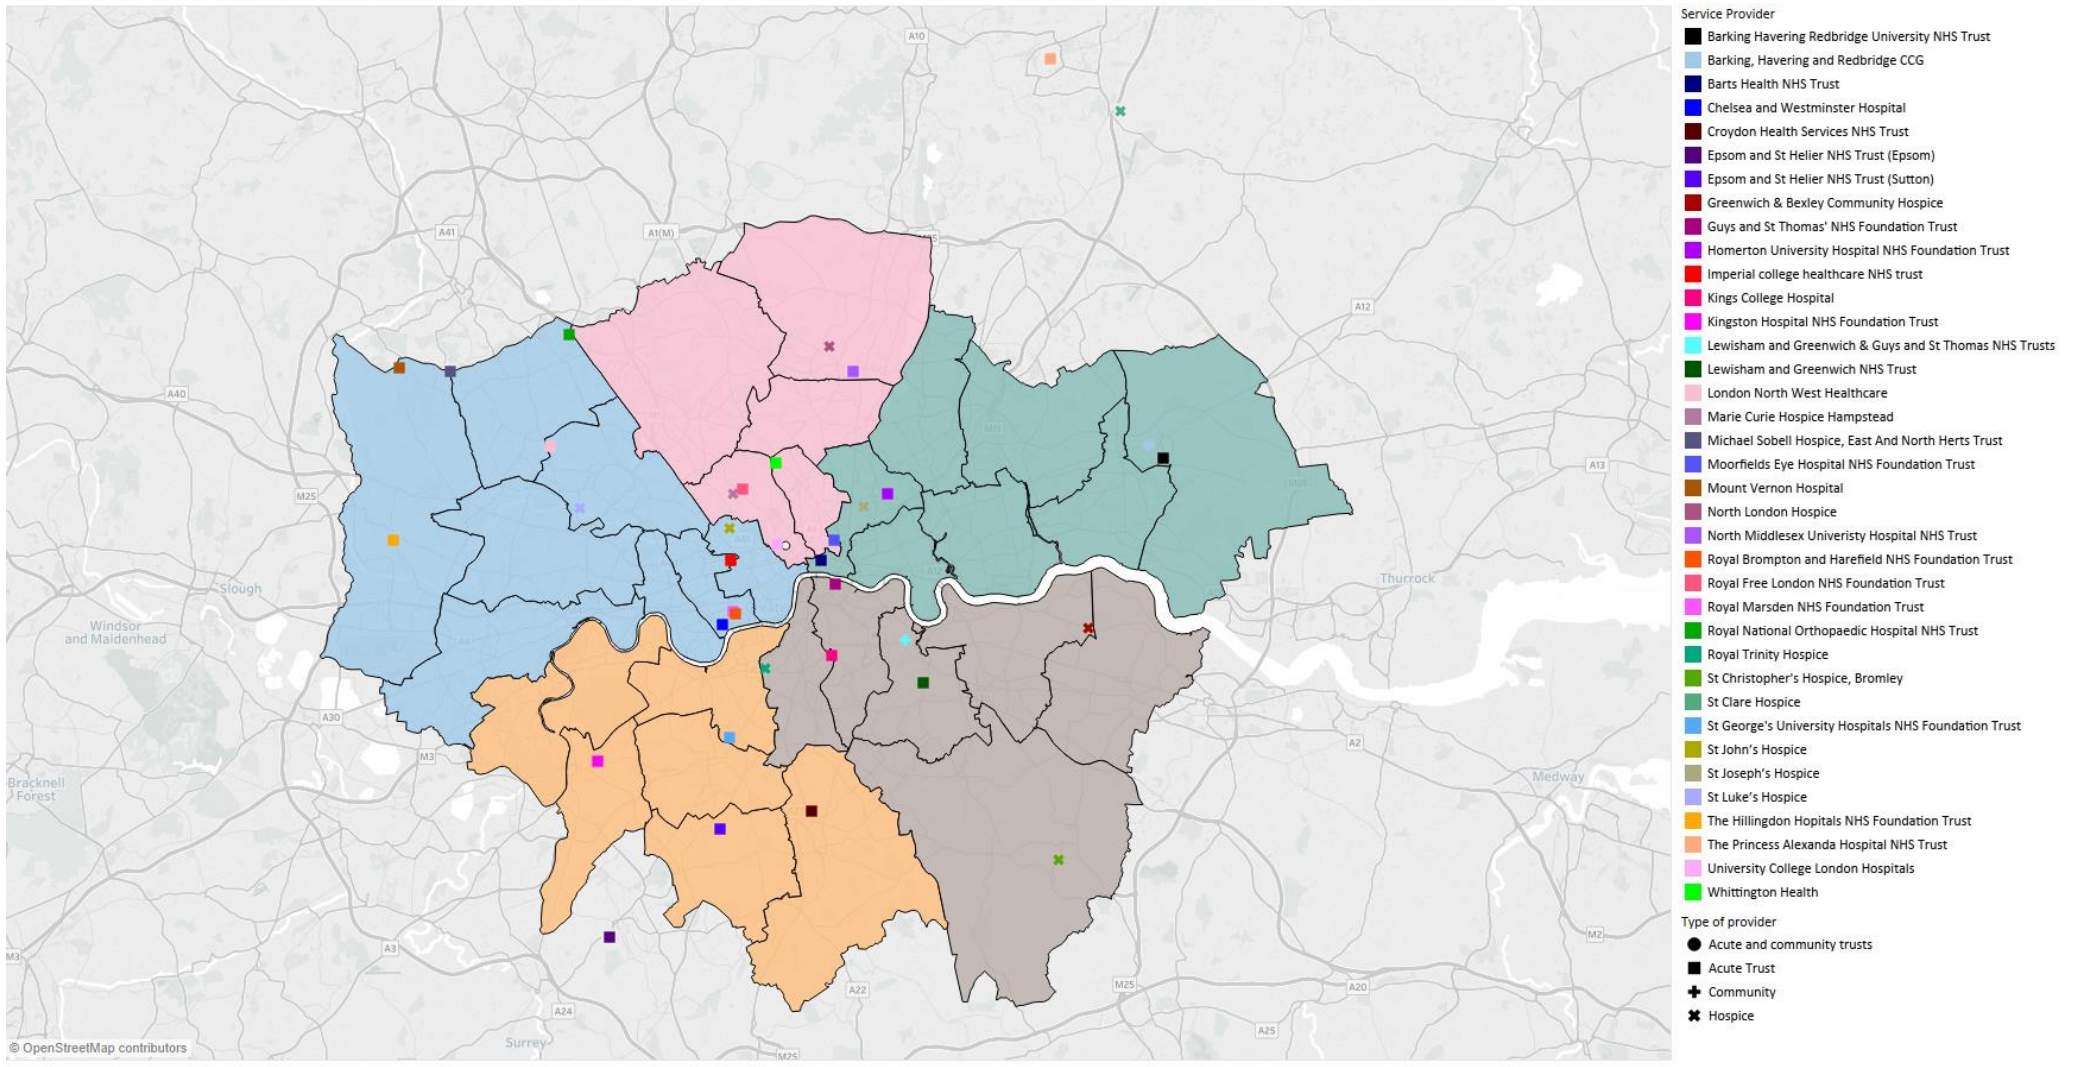 A10
A41
A1(M)
A12
A40
A13
M25
Slough
Thurrock
Windsor
and Maidenhead
A30
M3
A2
Bracknell
Forest
Medway
A3
M2
M3
A22
M25
A20
A24
A25
Surrey
M25
© OpenStreetMap contributors
Service Provider
Barking Havering Redbridge University NHS Trust
Barking, Havering and Redbridge CCG
Barts Health NHS Trust
Chelsea and Westminster Hospital
Croydon Health Services NHS Trust
Epsom and St Helier NHS Trust (Epsom)
Epsom and St Helier NHS Trust (Sutton)
Greenwich & Bexley Community Hospice
Guys and St Thomas' NHS Foundation Trust
Homerton University Hospital NHS Foundation Trust
Imperial college healthcare NHS trust
Kings College Hospital
Kingston Hospital NHS Foundation Trust
Lewisham and Greenwich & Guys and St Thomas NHS Trusts
Lewisham and Greenwich NHS Trust
London North West Healthcare
Marie Curie Hospice Hampstead
Michael Sobell Hospice, East And North Herts Trust
Moorfields Eye Hospital NHS Foundation Trust
Mount Vernon Hospital
North London Hospice
North Middlesex Univeristy Hospital NHS Trust
Royal Brompton and Harefield NHS Foundation Trust
Royal Free London NHS Foundation Trust
Royal Marsden NHS Foundation Trust
Royal National Orthopaedic Hospital NHS Trust
Royal Trinity Hospice
St Christopher's Hospice, Bromley
St Clare Hospice
St George's University Hospitals NHS Foundation Trust
St John's Hospice
St Joseph's Hospice
St Luke's Hospice
The Hillingdon Hopitals NHS Foundation Trust
The Princess Alexanda Hospital NHS Trust
University College London Hospitals
Whittington Health
Type of provider
Acute and community trusts
Acute Trust
Community
Hospice